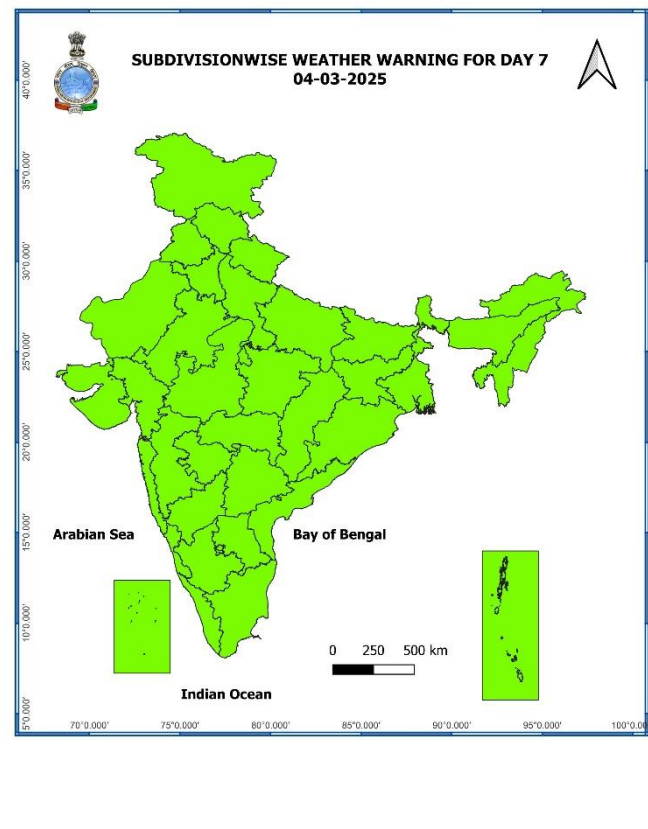 SUBDIVISIONWISE WEATHER WARNING FOR DAY 7
04-03-2025
40°0.000'
35°0.000'
30°0.000'
25°0.000'
20°0.000'
15°0.000'
10°0.000'
5°0.000'
Arabian Sea
Bay of Bengal
0 250 500 km
Indian Ocean
70°0.000' 75°0.000' 80°0.000' 85°0.000' 90°0.000' 95°0.000' 100°0.00